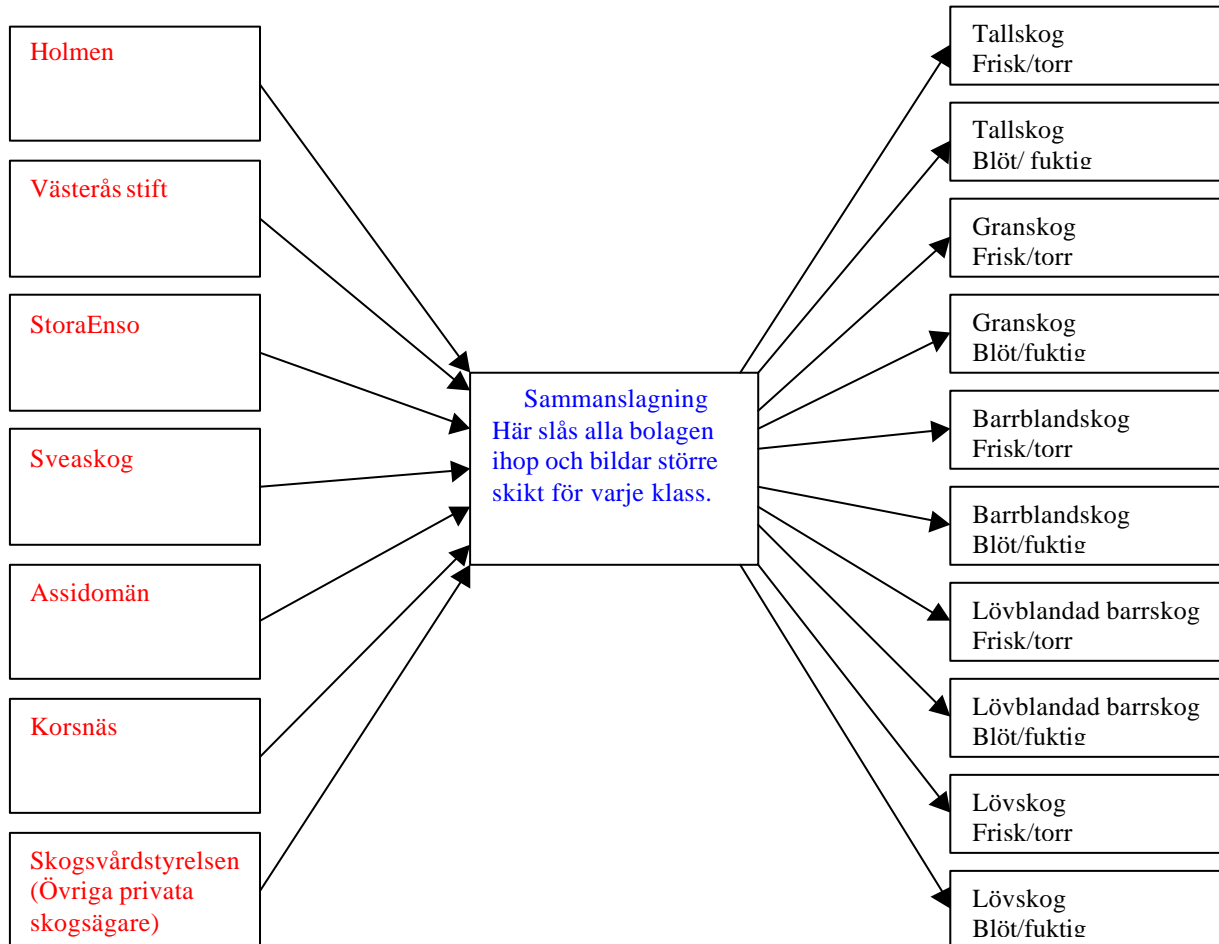 Holmen
Västerås stift
StoraEnso
Sveaskog
Assidomän
Korsnäs
Skogsvårdstyrelsen
(Övriga privata
skogsägare)
Sammanslagning
Här slås alla bolagen
ihop och bildar större
skikt för varje klass.
Tallskog
Frisk/torr
Tallskog
Blöt/ fuktig
Granskog
Frisk/torr
Granskog
Blöt/fuktig
Barrblandskog
Frisk/torr
Barrblandskog
Blöt/fuktig
Lövblandad barrskog
Frisk/torr
Lövblandad barrskog
Blöt/fuktig
Lövskog
Frisk/torr
Lövskog
Blöt/fuktig